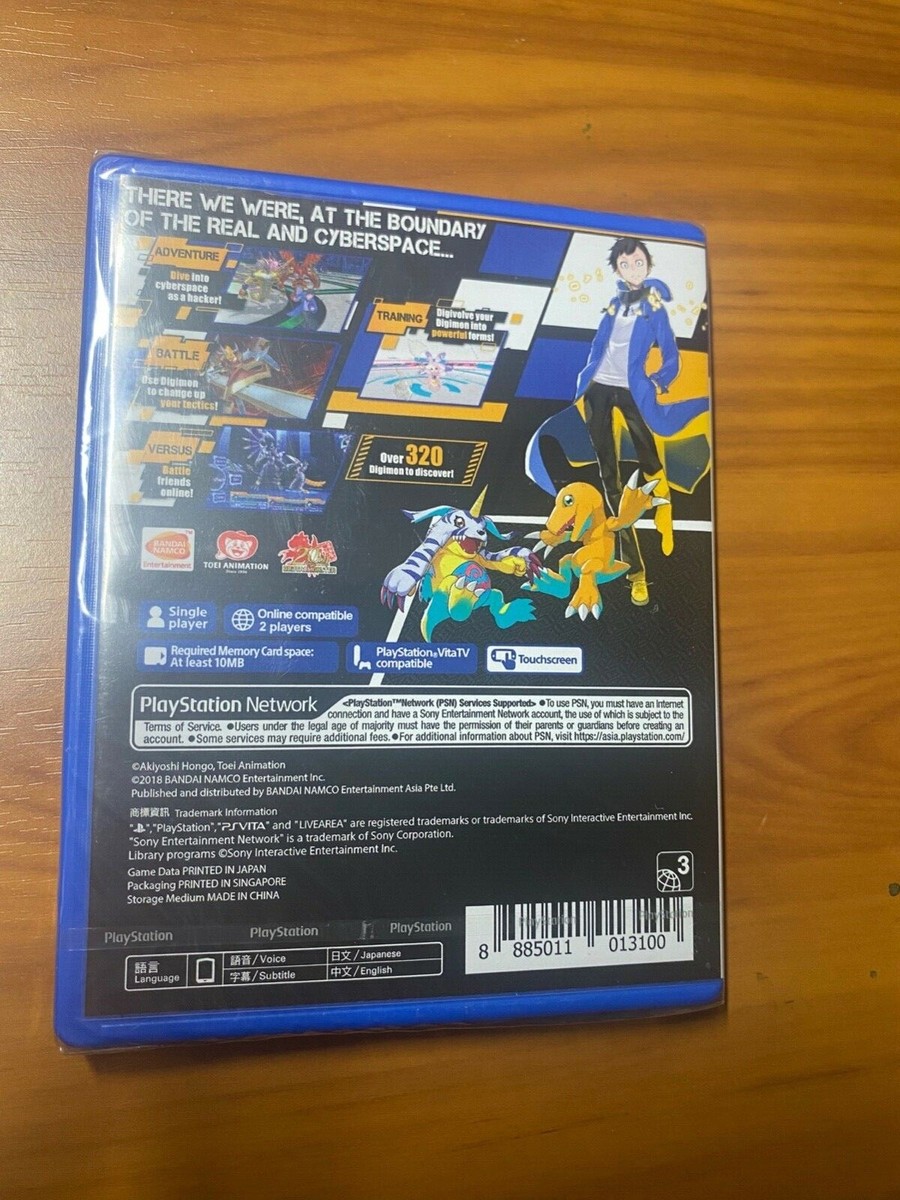 THERE WE WERE, AT THE BOUNDARY
OF THE REAL AND CYBERSPACE...
ADVENTURE
Dive into
cyberspace
as a hacker!
TRAINING
Digivolve your
Digimon into
powerful forms!
BATTLE
Use Digimon
to change up
your tactics!
VERSUS
Battle
friends
online!
Over 320
Digimon to discover!
BANDAI
NAMCO
Entertainment
TOEI ANIMATION
Since 1956
Single
player
Online compatible
2 players
Required Memory Card space:
At least 10MB
PlayStation®VitaTV
compatible
Touchscreen
PlayStation Network
<PlayStation™Network (PSN) Services Supported> ●To use PSN, you must have an Internet
connection and have a Sony Entertainment Network account, the use of which is subject to the
Terms of Service. ●Users under the legal age of majority must have the permission of their parents or guardians before creating an
account. ●Some services may require additional fees.●For additional information about PSN, visit https://asia.playstation.com/
©Akiyoshi Hongo, Toei Animation
©2018 BANDAI NAMCO Entertainment Inc.
Published and distributed by BANDAI NAMCO Entertainment Asia Pte Ltd.
商標資訊 Trademark Information
" ","PlayStation","PSVITA" and "LIVEAREA" are registered trademarks or trademarks of Sony Interactive Entertainment Inc.
"Sony Entertainment Network" is a trademark of Sony Corporation.
Library programs ©Sony Interactive Entertainment Inc.
Game Data PRINTED IN JAPAN
Packaging PRINTED IN SINGAPORE
Storage Medium MADE IN CHINA
3
PlayStation PlayStation PlayStation PlayStation PlayStation
語言
Language
語音/Voice
日文/Japanese
字幕/Subtitle
中文/English
8 885011 013100